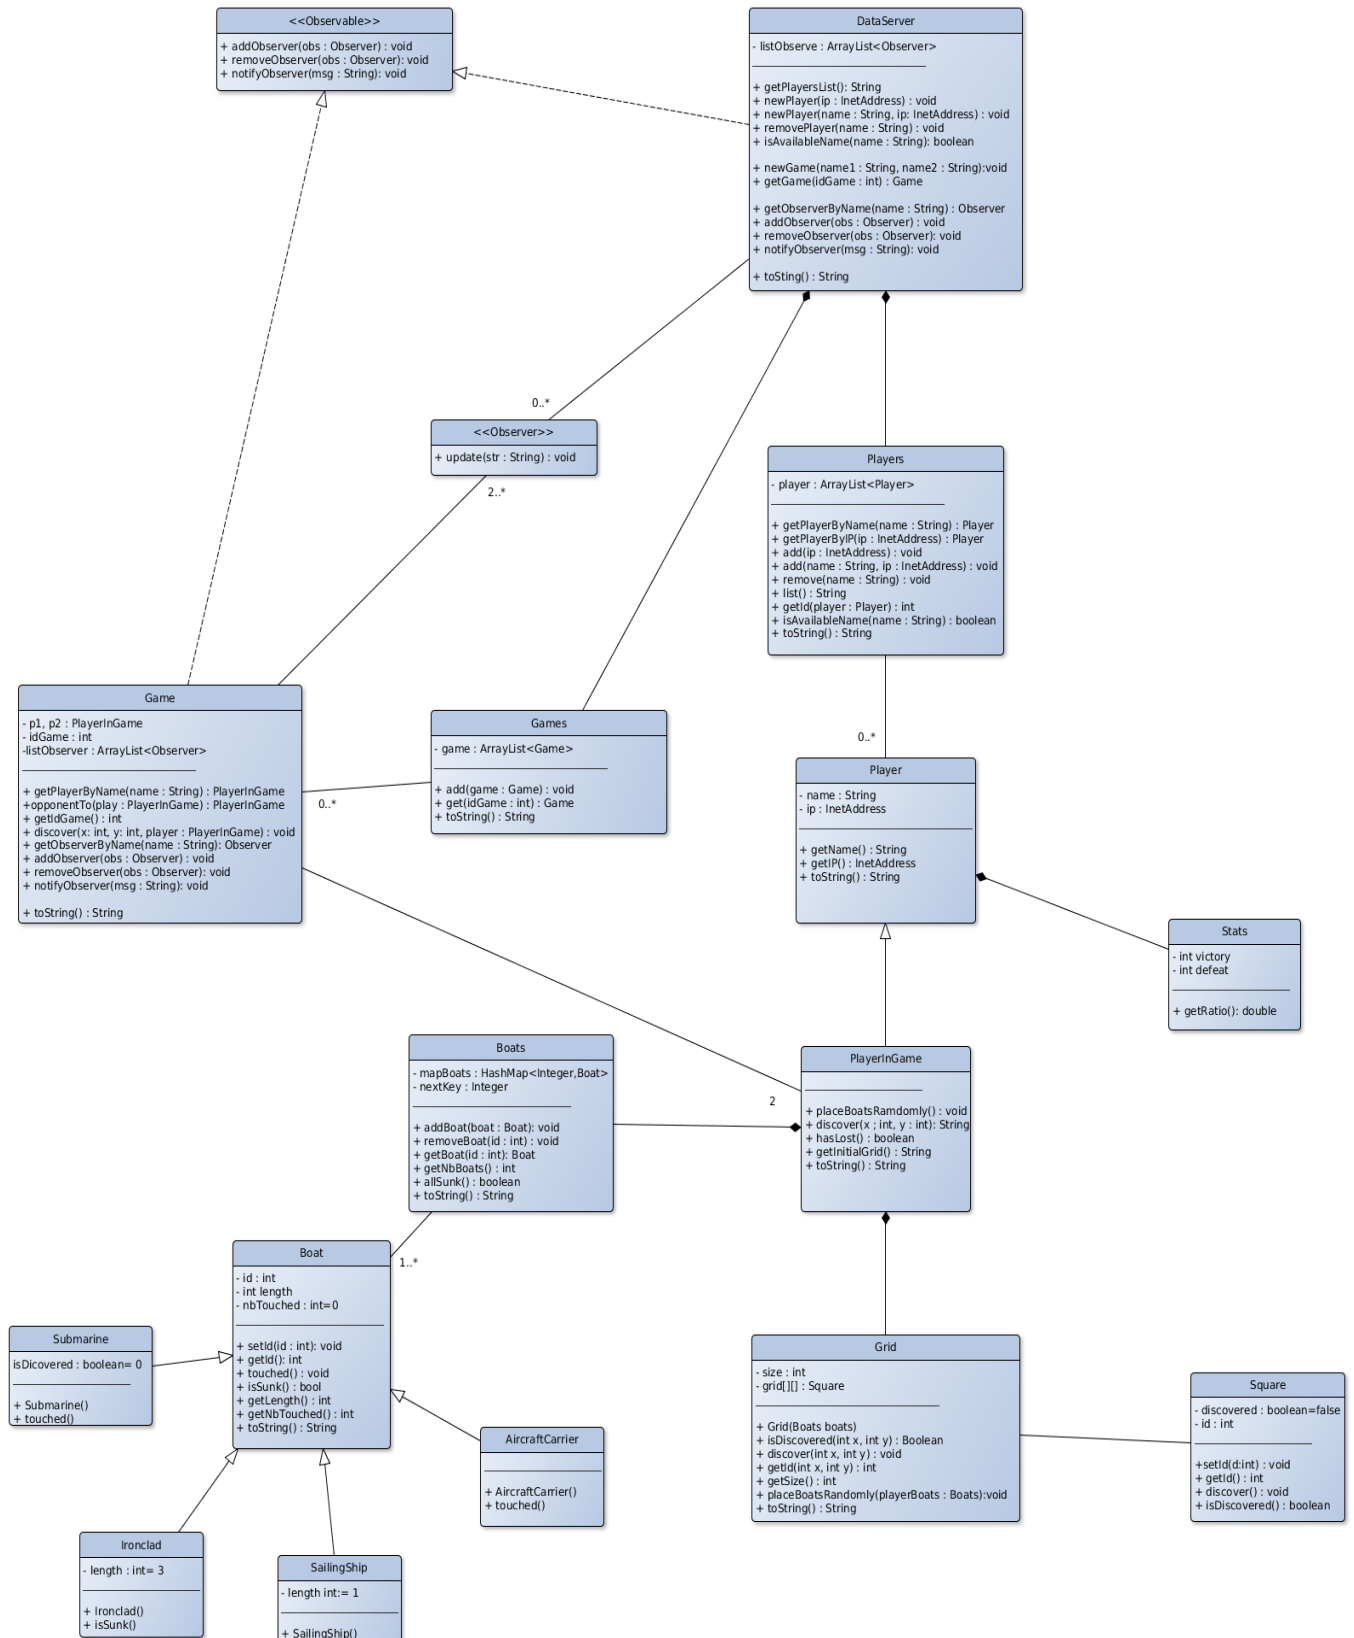 <<Observable>>
+ addObserver(obs : Observer) : void
+ removeObserver(obs : Observer): void
+ notifyObserver(msg : String): void
DataServer
- listObserve : ArrayList<Observer>
+ getPlayersList(): String
+ newPlayer(ip : InetAddress) : void
+ newPlayer(name : String, ip: InetAddress) : void
+ removePlayer(name : String) : void
+ isAvailableName(name : String): boolean
+ newGame(name1 : String, name2 : String):void
+ getGame(idGame : int) : Game
+ getObserverByName(name : String) : Observer
+ addObserver(obs : Observer) : void
+ removeObserver(obs : Observer): void
+ notifyObserver(msg : String): void
+ toSting() : String
0..*
<<Observer>>
+ update(str : String) : void
2..*
Players
- player : ArrayList<Player>
+ getPlayerByName(name : String) : Player
+ getPlayerByIP(ip : InetAddress) : Player
+ add(ip : InetAddress) : void
+ add(name : String, ip : InetAddress) : void
+ remove(name : String) : void
+ list() : String
+ getId(player : Player) : int
+ isAvailableName(name : String) : boolean
+ toString() : String
0..*
Game
- p1, p2 : PlayerInGame
- idGame : int
-listObserver : ArrayList<Observer>
+ getPlayerByName(name : String) : PlayerInGame
+opponentTo(play : PlayerInGame) : PlayerInGame
+ getIdGame() : int
+ discover(x: int, y: int, player : PlayerInGame) : void
+ getObserverByName(name : String): Observer
+ addObserver(obs : Observer) : void
+ removeObserver(obs : Observer): void
+ notifyObserver(msg : String): void
+ toString() : String
0..*
Games
- game : ArrayList<Game>
+ add(game : Game) : void
+ get(idGame : int) : Game
+ toString() : String
Player
- name : String
- ip : InetAddress
+ getName() : String
+ getIP() : InetAddress
+ toString() : String
Stats
- int victory
- int defeat
+ getRatio(): double
Boats
- mapBoats : HashMap<Integer,Boat>
- nextKey : Integer
+ addBoat(boat : Boat): void
+ removeBoat(id : int) : void
+ getBoat(id : int): Boat
+ getNbBoats() : int
+ allSunk() : boolean
+ toString() : String
2
PlayerInGame
+ placeBoatsRamdomly() : void
+ discover(x ; int, y : int): String
+ hasLost() : boolean
+ getInitialGrid() : String
+ toString() : String
1..*
Boat
- id : int
- int length
- nbTouched : int=0
+ setId(id : int): void
+ getId(): int
+ touched() : void
+ isSunk() : bool
+ getLength() : int
+ getNbTouched() : int
+ toString() : String
Submarine
isDicovered : boolean= 0
+ Submarine()
+ touched()
AircraftCarrier
+ AircraftCarrier()
+ touched()
Grid
- size : int
- grid[][] : Square
+ Grid(Boats boats)
+ isDiscovered(int x, int y) : Boolean
+ discover(int x, int y) : void
+ getId(int x, int y) : int
+ getSize() : int
+ placeBoatsRandomly(playerBoats : Boats):void
+ toString() : String
Square
- discovered : boolean=false
- id : int
+setId(d:int) : void
+ getId() : int
+ discover() : void
+ isDiscovered() : boolean
Ironclad
- length : int= 3
+ Ironclad()
+ isSunk()
SailingShip
- length int:= 1
+ SailingShip()